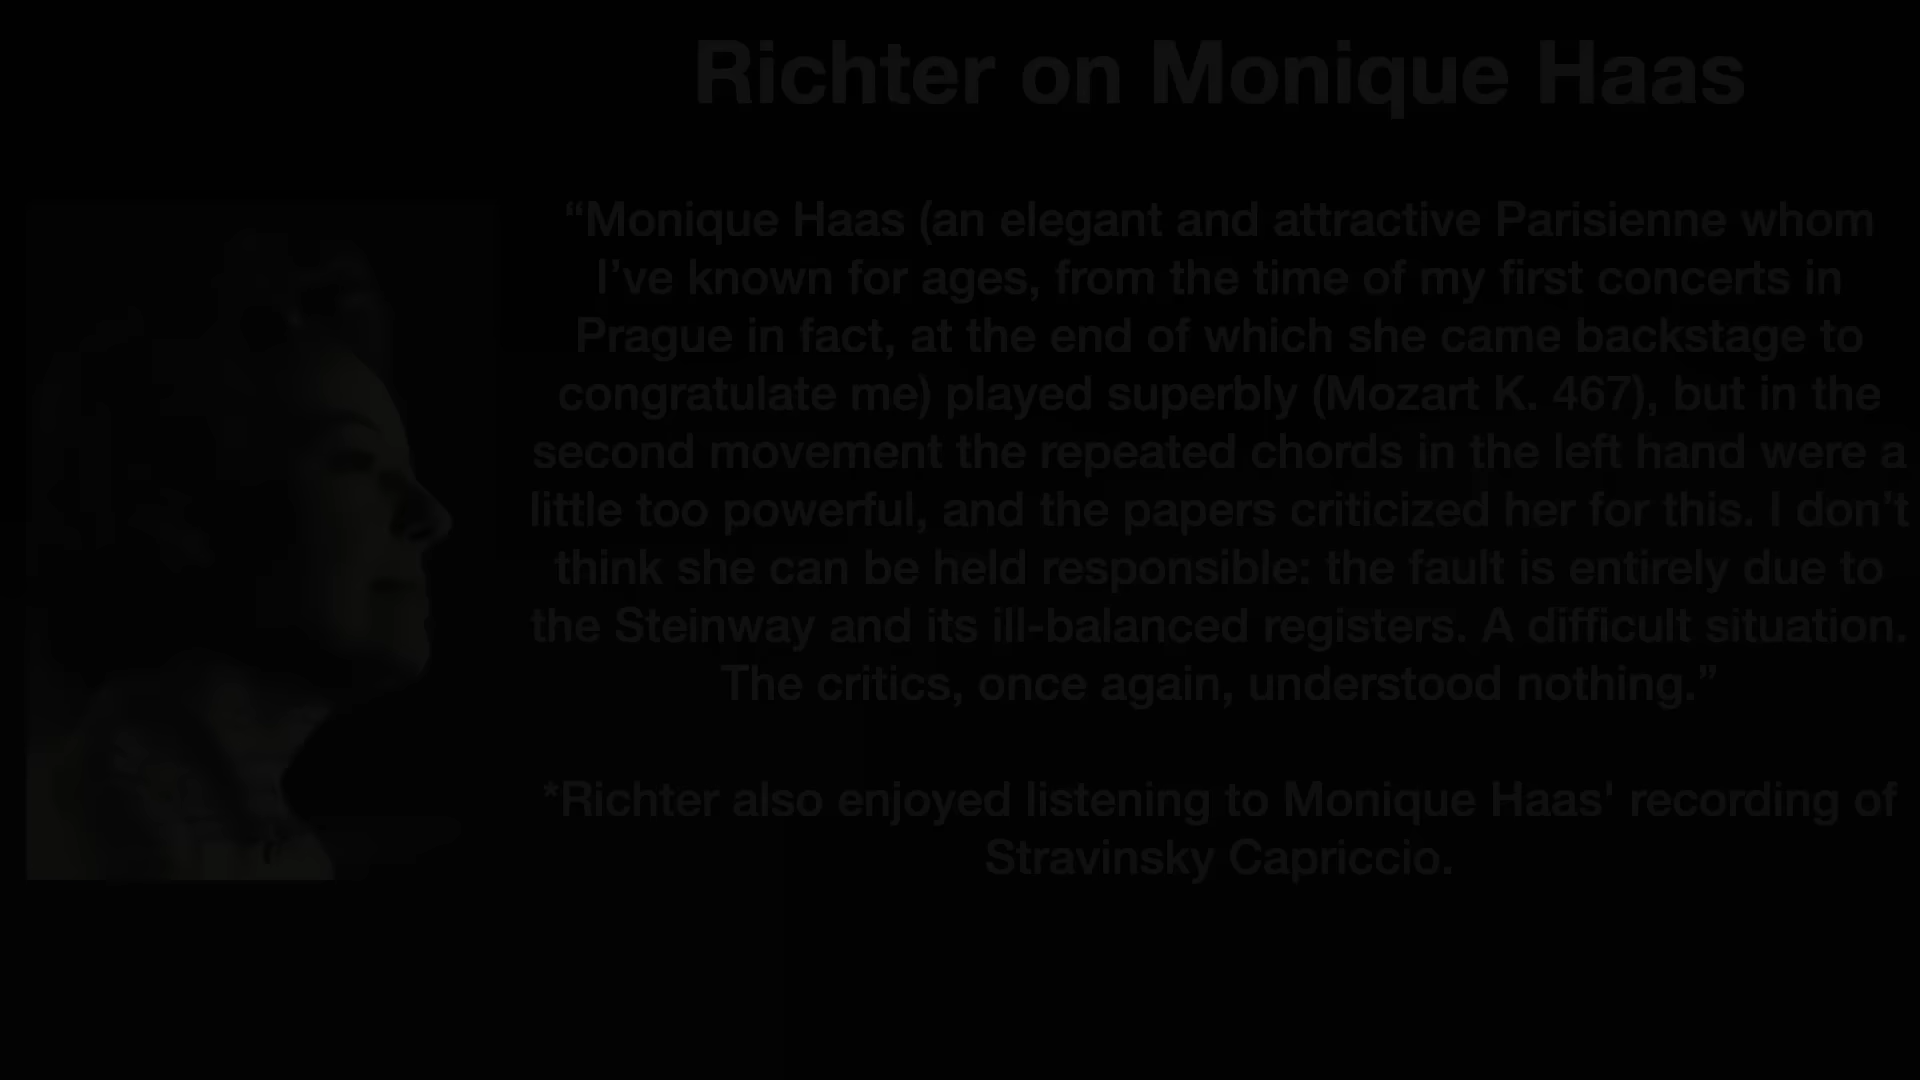 Richter on Monique Haas
“Monique Haas (an elegant and attractive Parisienne whom
I’ve known for ages, from the time of my first concerts in
Prague in fact, at the end of which she came backstage to
congratulate me) played superbly (Mozart K. 467), but in the
second movement the repeated chords in the left hand were a
little too powerful, and the papers criticized her for this. I don’t
think she can be held responsible: the fault is entirely due to
the Steinway and its ill-balanced registers. A difficult situation.
The critics, once again, understood nothing.”
*Richter also enjoyed listening to Monique Haas' recording of
Stravinsky Capriccio.